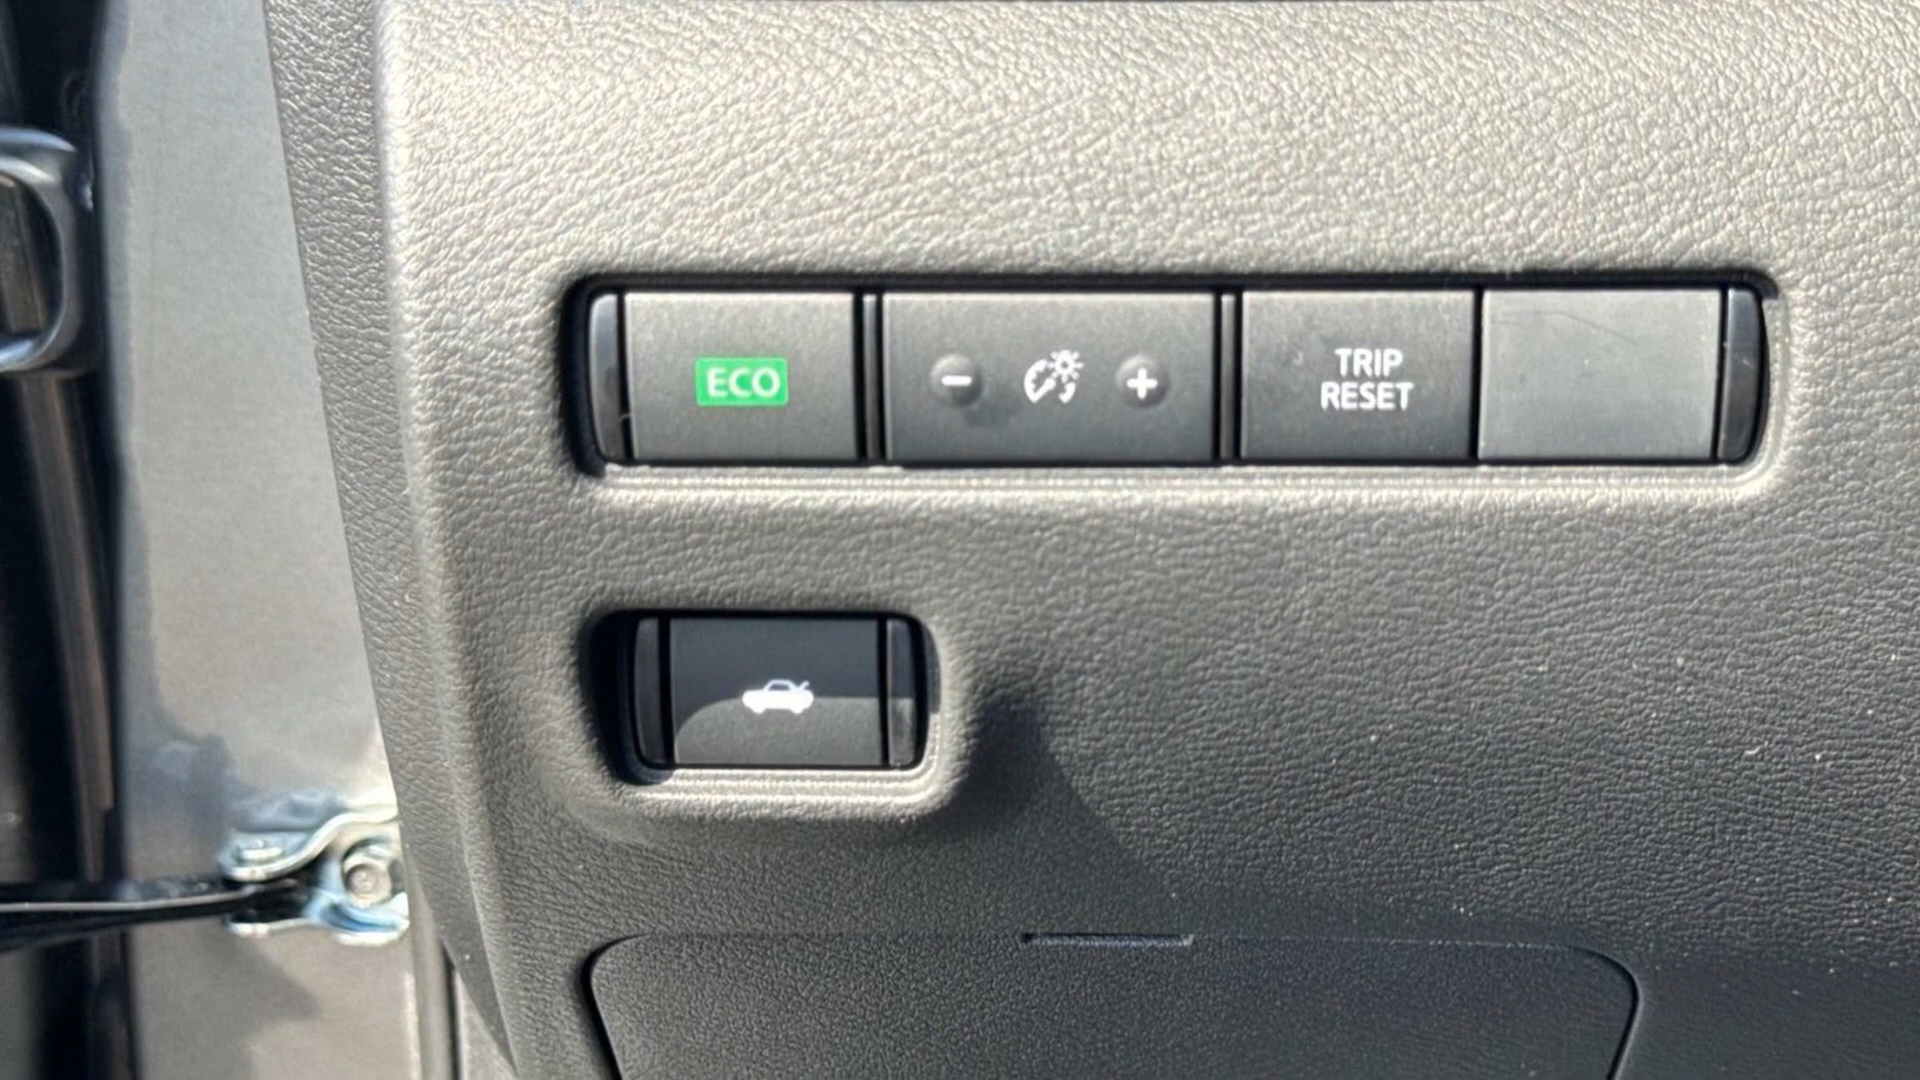 ECO
- +
TRIP
RESET